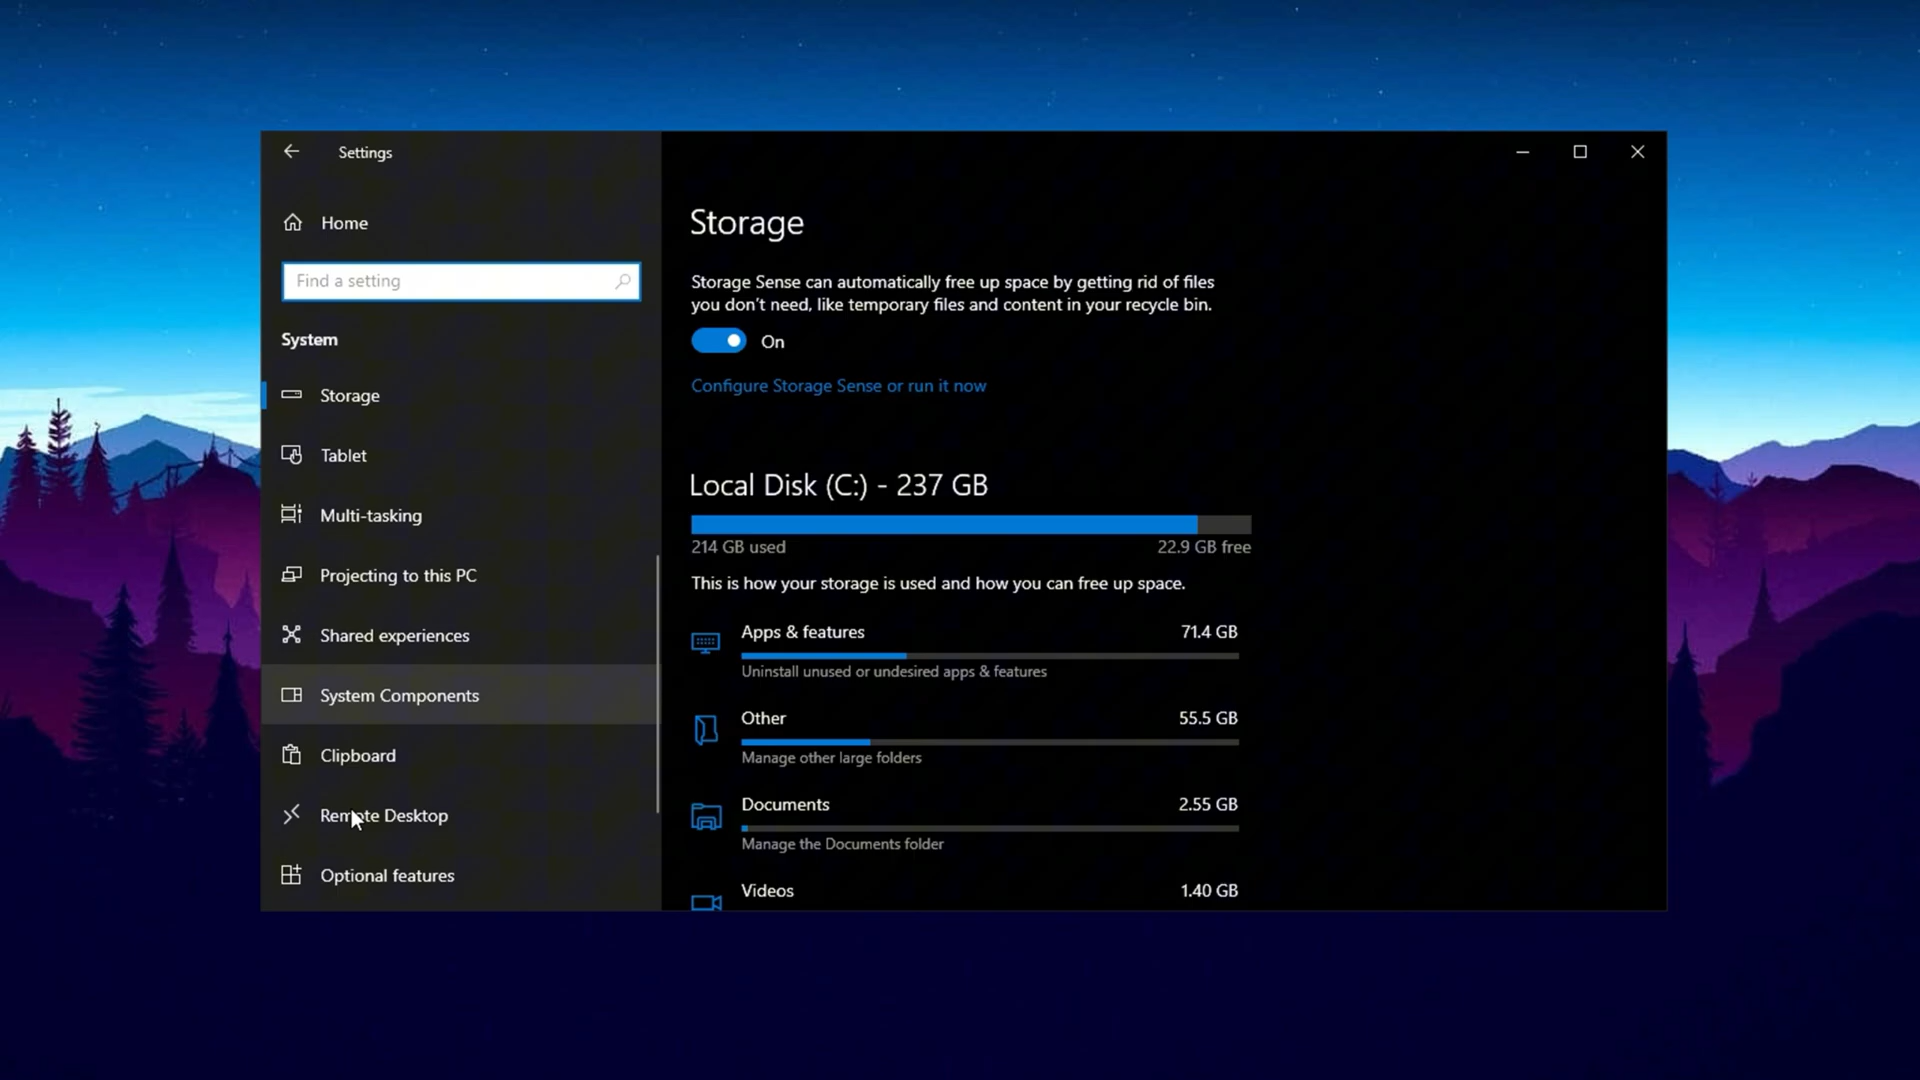 Settings
Home
Find a setting
System
Storage
Tablet
Multi-tasking
Projecting to this PC
Shared experiences
System Components
Clipboard
Remote Desktop
Optional features
Storage
Storage Sense can automatically free up space by getting rid of files
you don't need, like temporary files and content in your recycle bin.
On
Configure Storage Sense or run it now
Local Disk (C:) - 237 GB
214 GB used 22.9 GB free
This is how your storage is used and how you can free up space.
Apps & features 71.4 GB
Uninstall unused or undesired apps & features
Other 55.5 GB
Manage other large folders
Documents 2.55 GB
Manage the Documents folder
Videos 1.40 GB